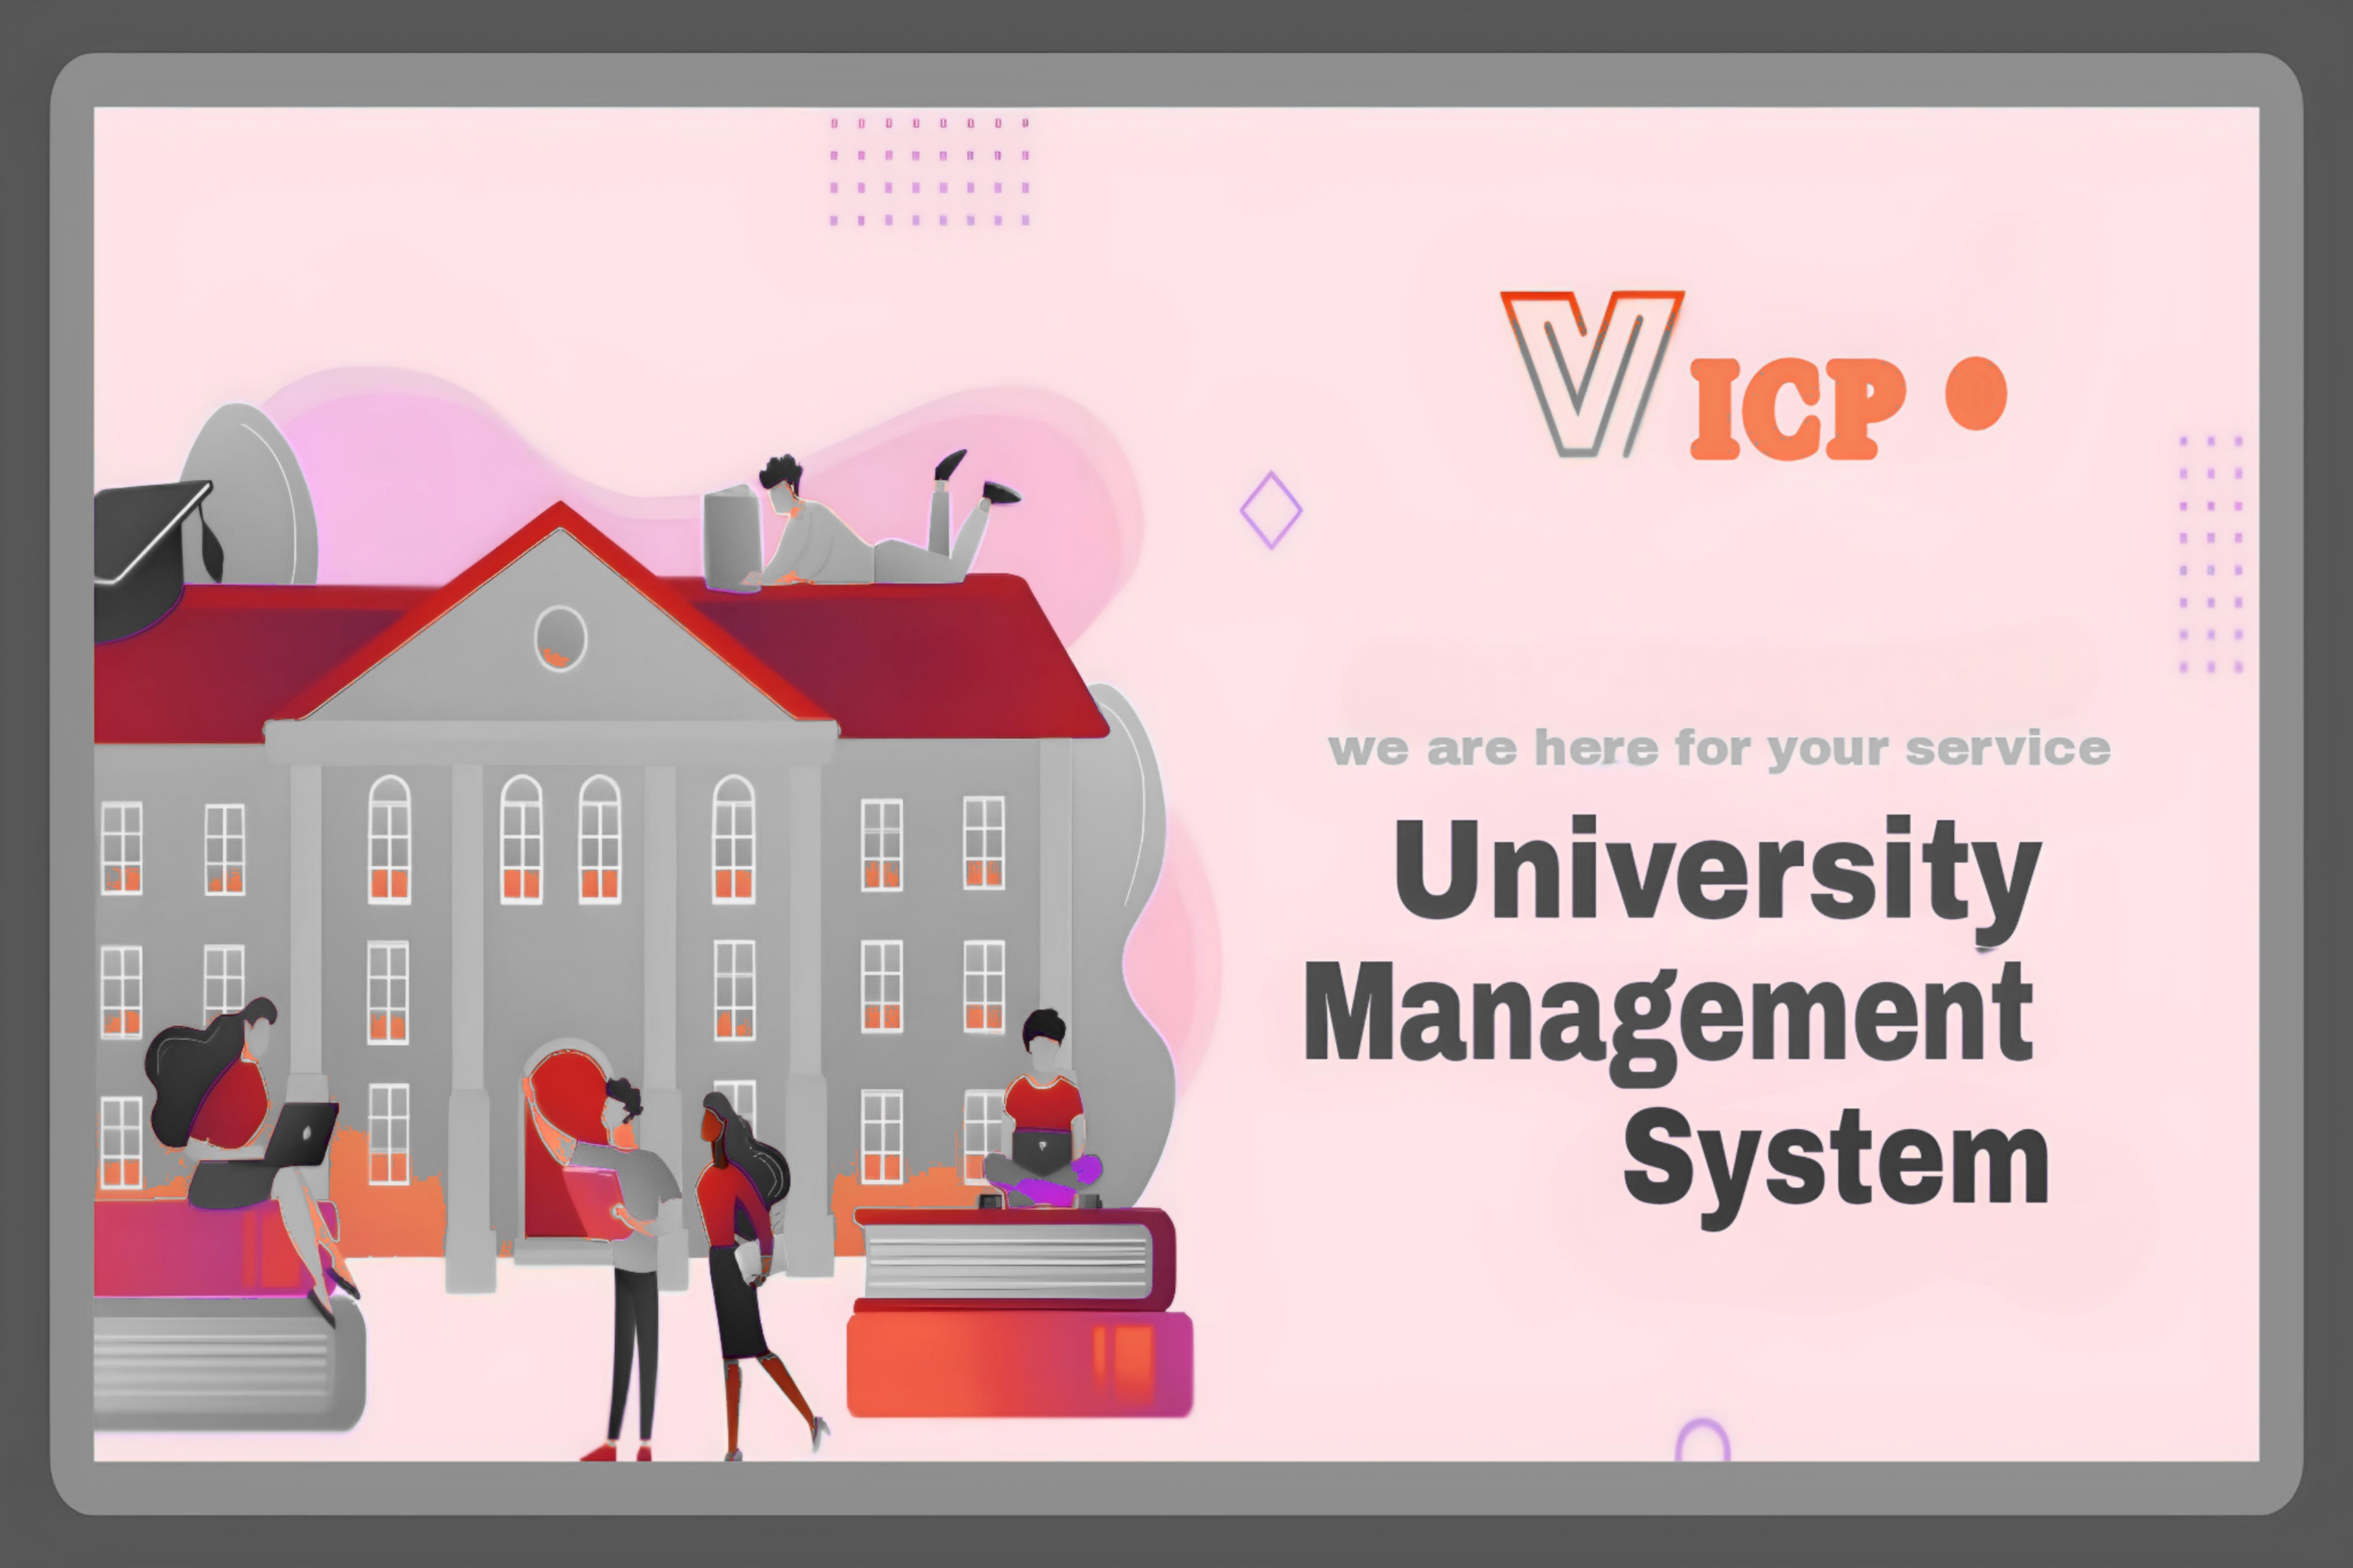 VICP
we are here for your service
University
Management
System